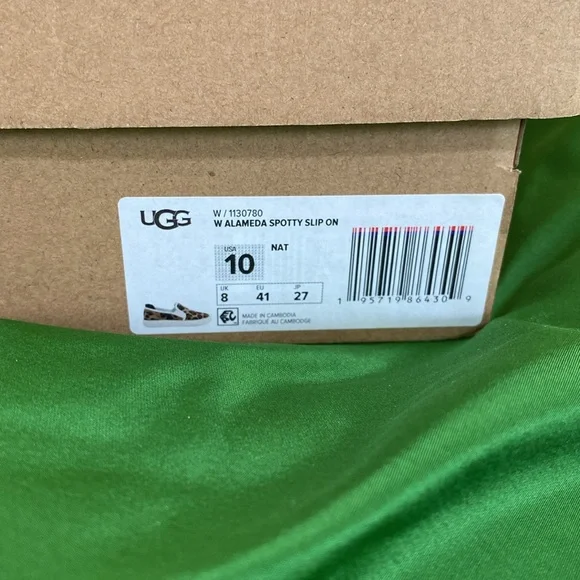 UGG
W / 1130780
W ALAMEDA SPOTTY SLIP ON
USA
10
NAT
UK EU JP
8 41 27
MADE IN CAMBODIA
FABRIQUÉ AU CAMBODGE
1 95719 86430 9